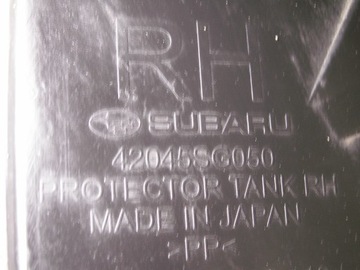 RH
SUBARU
42045SG050
PROTECTOR TANK RH
MADE IN JAPAN
>PP<